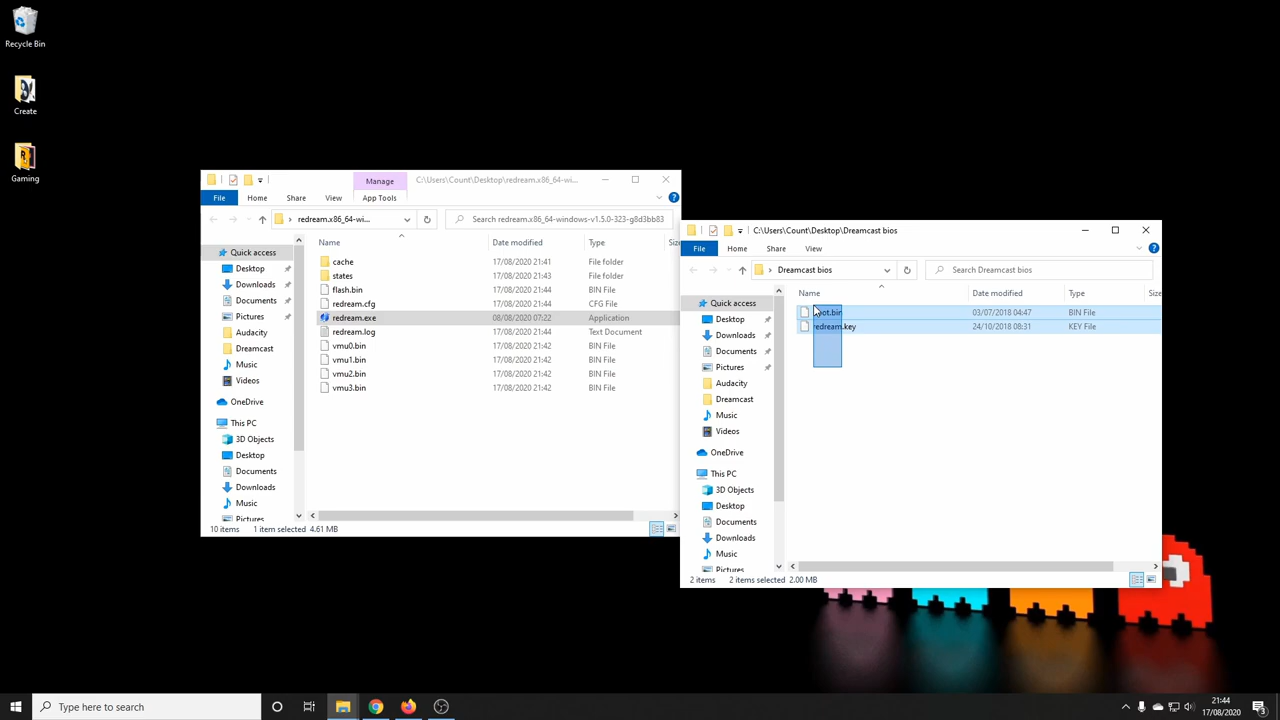 Recycle Bin
Create
Gaming
Manage
C:\Users\Count\Desktop\redream.x86_64-wi...
File Home Share View App Tools
redream.x86_64-wi...
Search redream.x86_64-windows-v1.5.0-323-g8d3bb83
Name Date modified Type Siz
Quick access
Desktop
Downloads
Documents
Pictures
Audacity
Dreamcast
Music
Videos
OneDrive
This PC
3D Objects
Desktop
Documents
Downloads
Music
Pictures
cache 17/08/2020 21:41 File folder
states 17/08/2020 21:43 File folder
flash.bin 17/08/2020 21:44 BIN File
redream.cfg 17/08/2020 21:44 CFG File
redream.exe 08/08/2020 07:22 Application
redream.log 17/08/2020 21:44 Text Document
vmu0.bin 17/08/2020 21:42 BIN File
vmu1.bin 17/08/2020 21:42 BIN File
vmu2.bin 17/08/2020 21:42 BIN File
vmu3.bin 17/08/2020 21:42 BIN File
10 items 1 item selected 4.61 MB
C:\Users\Count\Desktop\Dreamcast bios
File Home Share View
Dreamcast bios
Search Dreamcast bios
Name Date modified Type Size
Quick access
Desktop
Downloads
Documents
Pictures
Audacity
Dreamcast
Music
Videos
OneDrive
This PC
3D Objects
Desktop
Documents
Downloads
Music
Pictures
03/07/2018 04:47 BIN File
redream.key 24/10/2018 08:31 KEY File
2 items 2 items selected 2.00 MB
Type here to search
21:44
17/08/2020
3